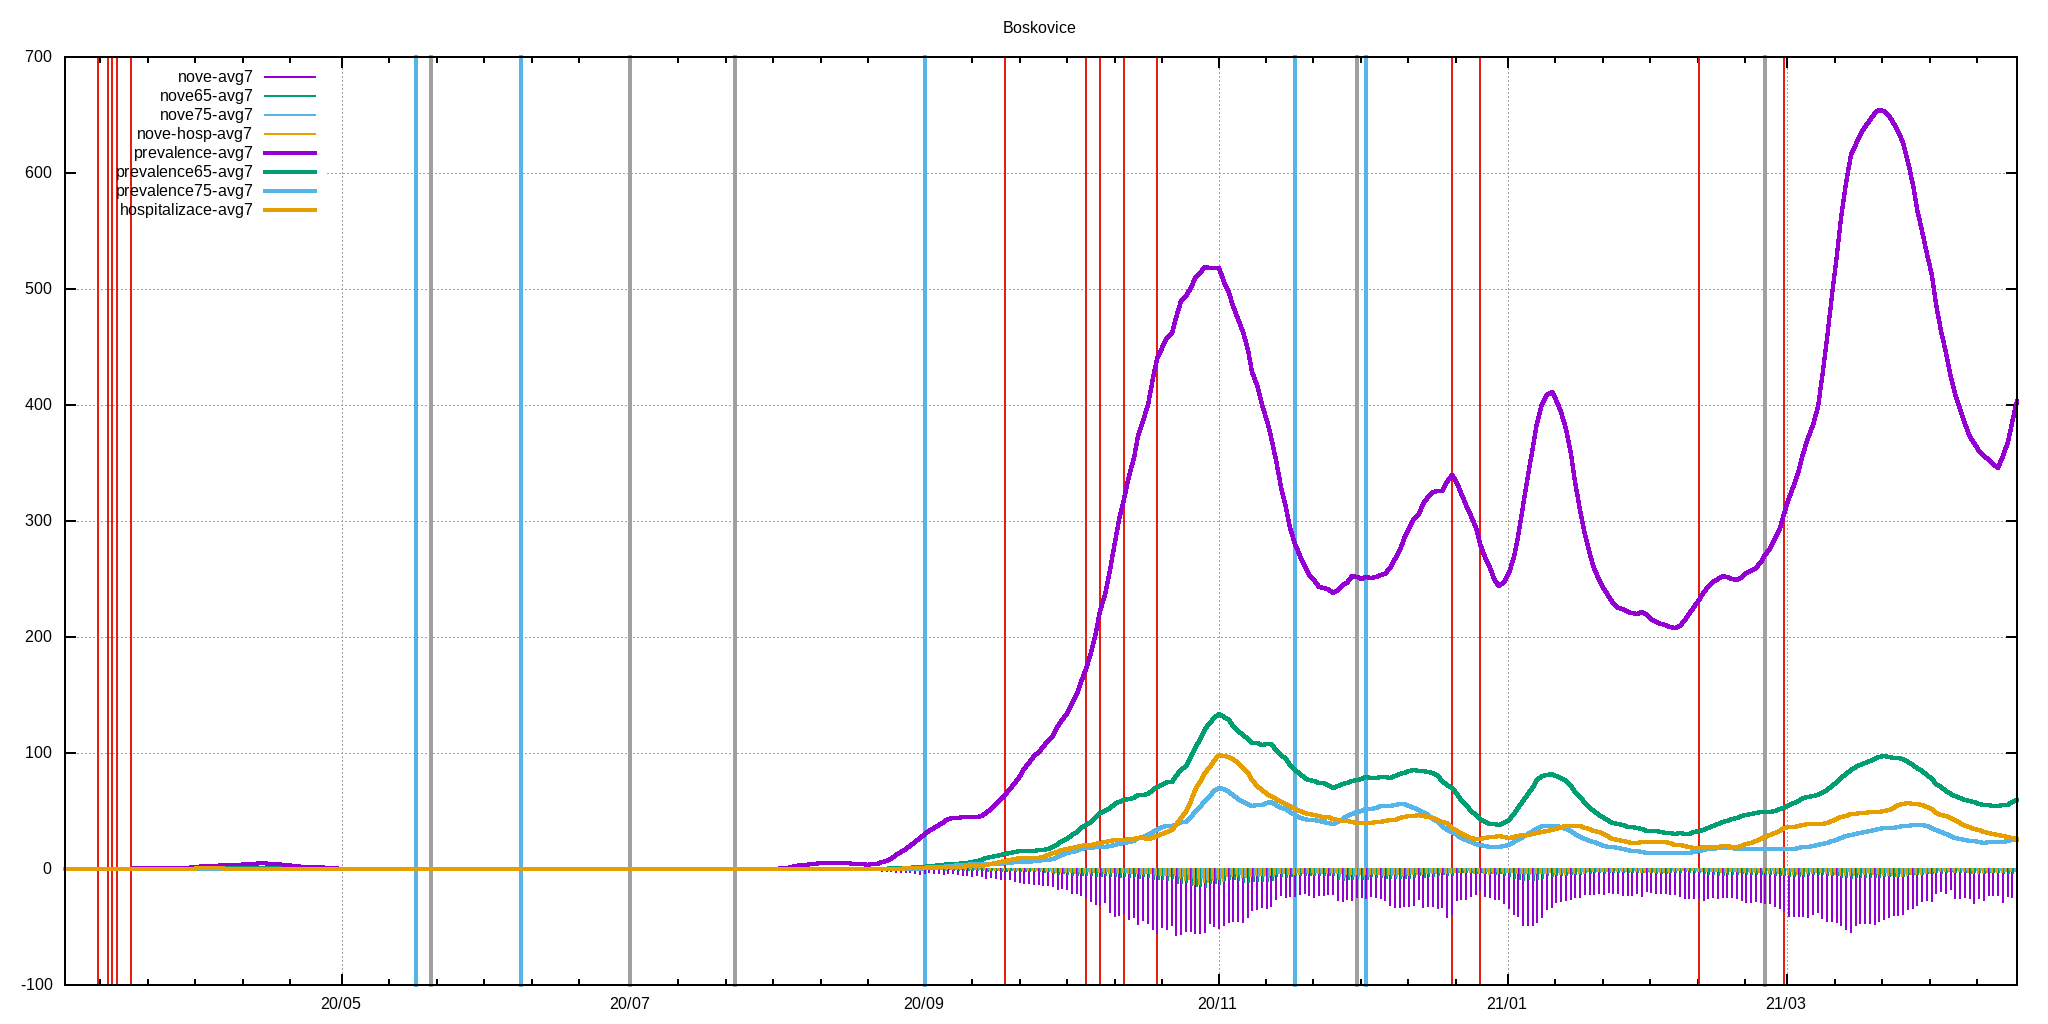 Boskovice
700
600
500
400
300
200
100
0
-100
nove-avg7
nove65-avg7
nove75-avg7
nove-hosp-avg7
prevalence-avg7
prevalence65-avg7
prevalence75-avg7
hospitalizace-avg7
20/05
20/07
20/09
20/11
21/01
21/03